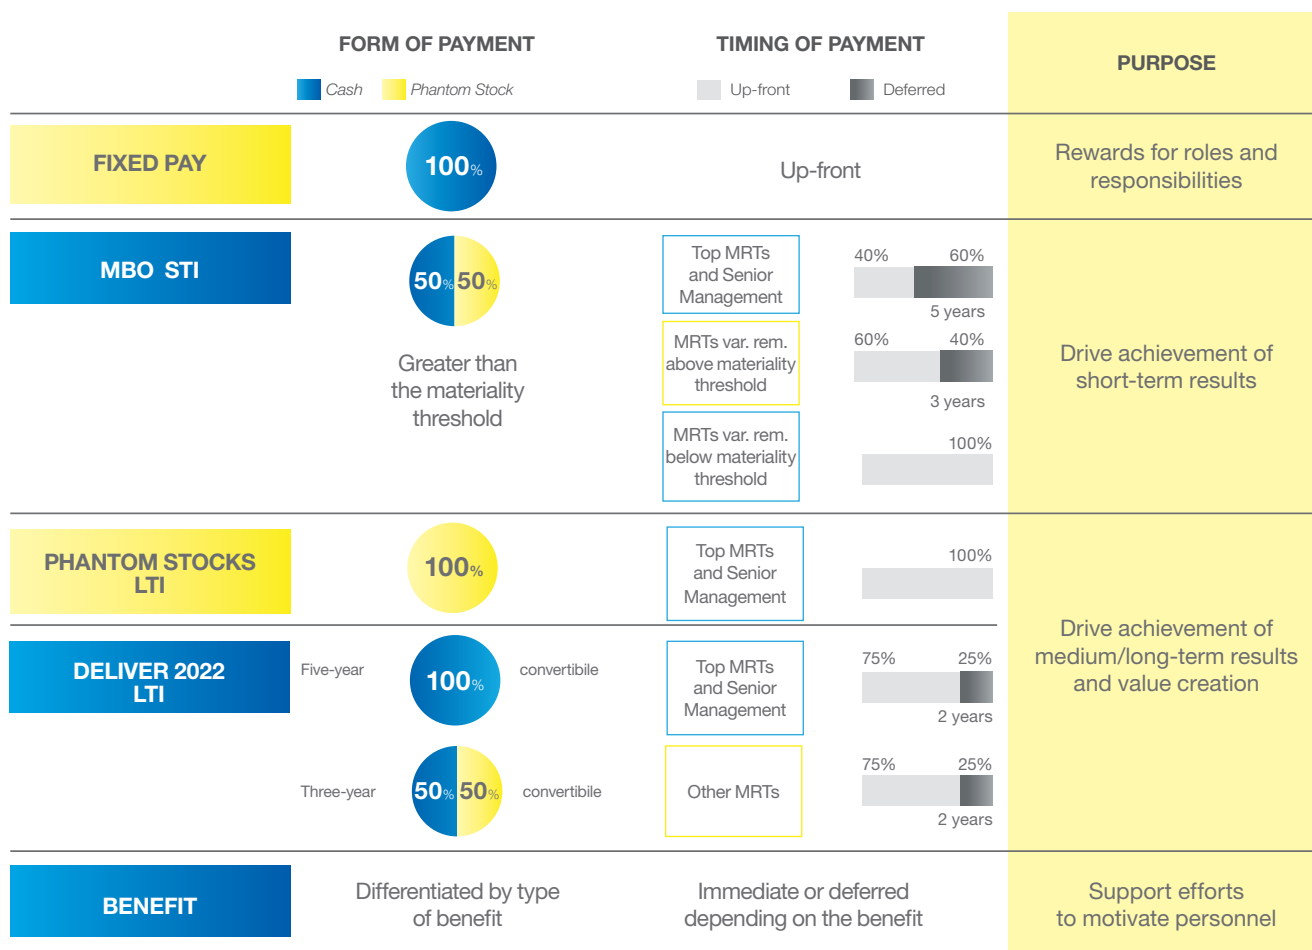 FORM OF PAYMENT
TIMING OF PAYMENT
PURPOSE
Cash
Phantom Stock
Up-front
Deferred
FIXED PAY
100%
Up-front
Rewards for roles and
responsibilities
MBO STI
50% 50%
Greater than
the materiality
threshold
Top MRTs
and Senior
Management
40% 60%
5 years
MRTs var. rem.
above materiality
threshold
60% 40%
3 years
MRTs var. rem.
below materiality
threshold
100%
Drive achievement of
short-term results
PHANTOM STOCKS
LTI
100%
Top MRTs
and Senior
Management
100%
Drive achievement of
medium/long-term results
and value creation
DELIVER 2022
LTI
Five-year
100%
convertibile
Top MRTs
and Senior
Management
75% 25%
2 years
Three-year
50% 50%
convertibile
Other MRTs
75% 25%
2 years
BENEFIT
Differentiated by type
of benefit
Immediate or deferred
depending on the benefit
Support efforts
to motivate personnel